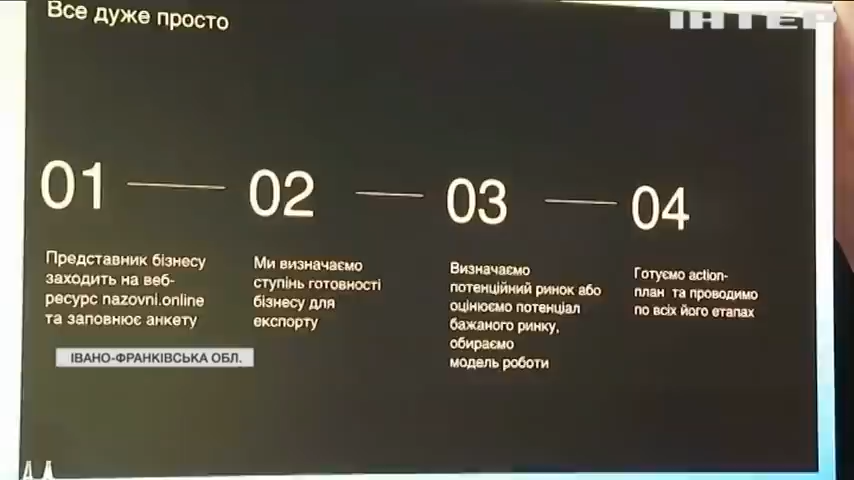 Все дуже просто
ІНТЕР
01
02
03
04
Представник бізнесу
заходить на веб-
ресурс nazovni.online
та заповнює анкету
Ми визначаємо
ступінь готовності
бізнесу для
експорту
Визначаємо
потенційний ринок або
оцінюємо потенціал
бажаного ринку,
обираємо
модель роботи
Готуємо action-
план та проводимо
по всіх його етапах
ІВАНО-ФРАНКІВСЬКА ОБЛ.